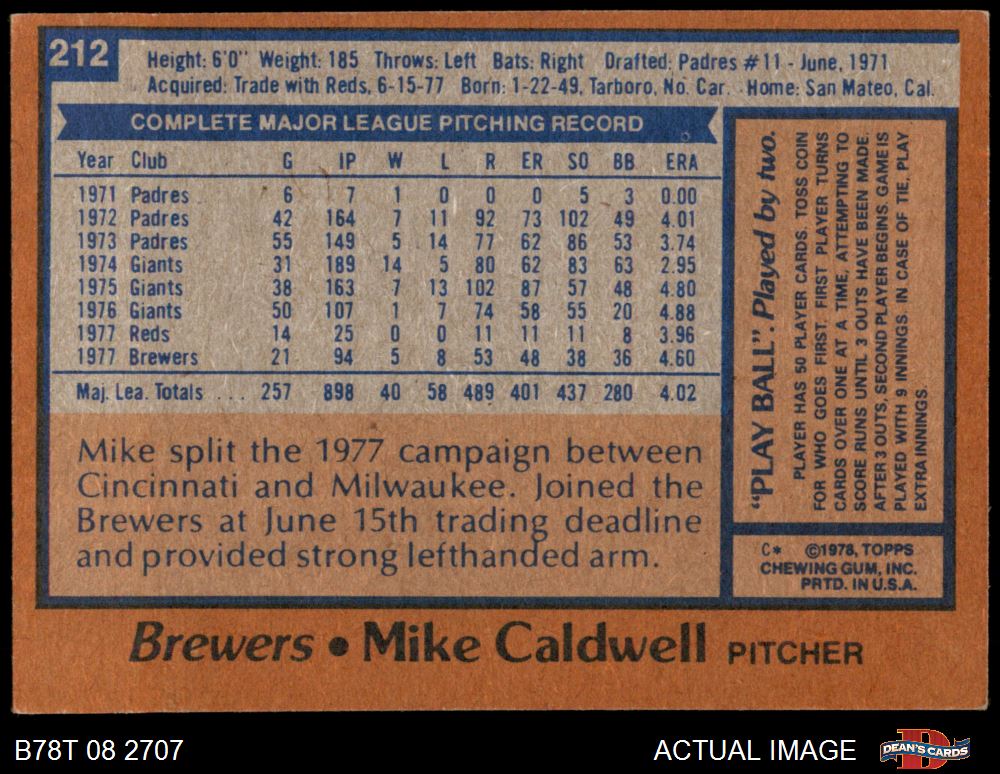 212
Height: 6'0" Weight: 185 Throws: Left Bats: Right Drafted: Padres #11 - June, 1971
Acquired: Trade with Reds, 6-15-77 Born: 1-22-49, Tarboro, No. Car. Home: San Mateo, Cal.
COMPLETE MAJOR LEAGUE PITCHING RECORD
Year Club G IP W L R ER SO BB ERA
1971 Padres 6 7 1 0 0 0 5 3 0.00
1972 Padres 42 164 7 11 92 73 102 49 4.01
1973 Padres 55 149 5 14 77 62 86 53 3.74
1974 Giants 31 189 14 5 80 62 83 63 2.95
1975 Giants 38 163 7 13 102 87 57 48 4.80
1976 Giants 50 107 1 7 74 58 55 20 4.88
1977 Reds 14 25 0 0 11 11 11 8 3.96
1977 Brewers 21 94 5 8 53 48 38 36 4.60
Maj. Lea. Totals ... 257 898 40 58 489 401 437 280 4.02
Mike split the 1977 campaign between
Cincinnati and Milwaukee. Joined the
Brewers at June 15th trading deadline
and provided strong lefthanded arm.
"PLAY BALL". Played by two.
PLAYER HAS 50 PLAYER CARDS. TOSS COIN
FOR WHO GOES FIRST. FIRST PLAYER TURNS
CARDS OVER ONE AT A TIME, ATTEMPTING TO
SCORE RUNS UNTIL 3 OUTS HAVE BEEN MADE.
AFTER 3 OUTS, SECOND PLAYER BEGINS. GAME IS
PLAYED WITH 9 INNINGS. IN CASE OF TIE, PLAY
EXTRA INNINGS.
C* ©1978, TOPPS
CHEWING GUM, INC.
PRTD. IN U.S.A.
Brewers • Mike Caldwell PITCHER
B78T 08 2707
ACTUAL IMAGE
D
DEAN'S CARDS